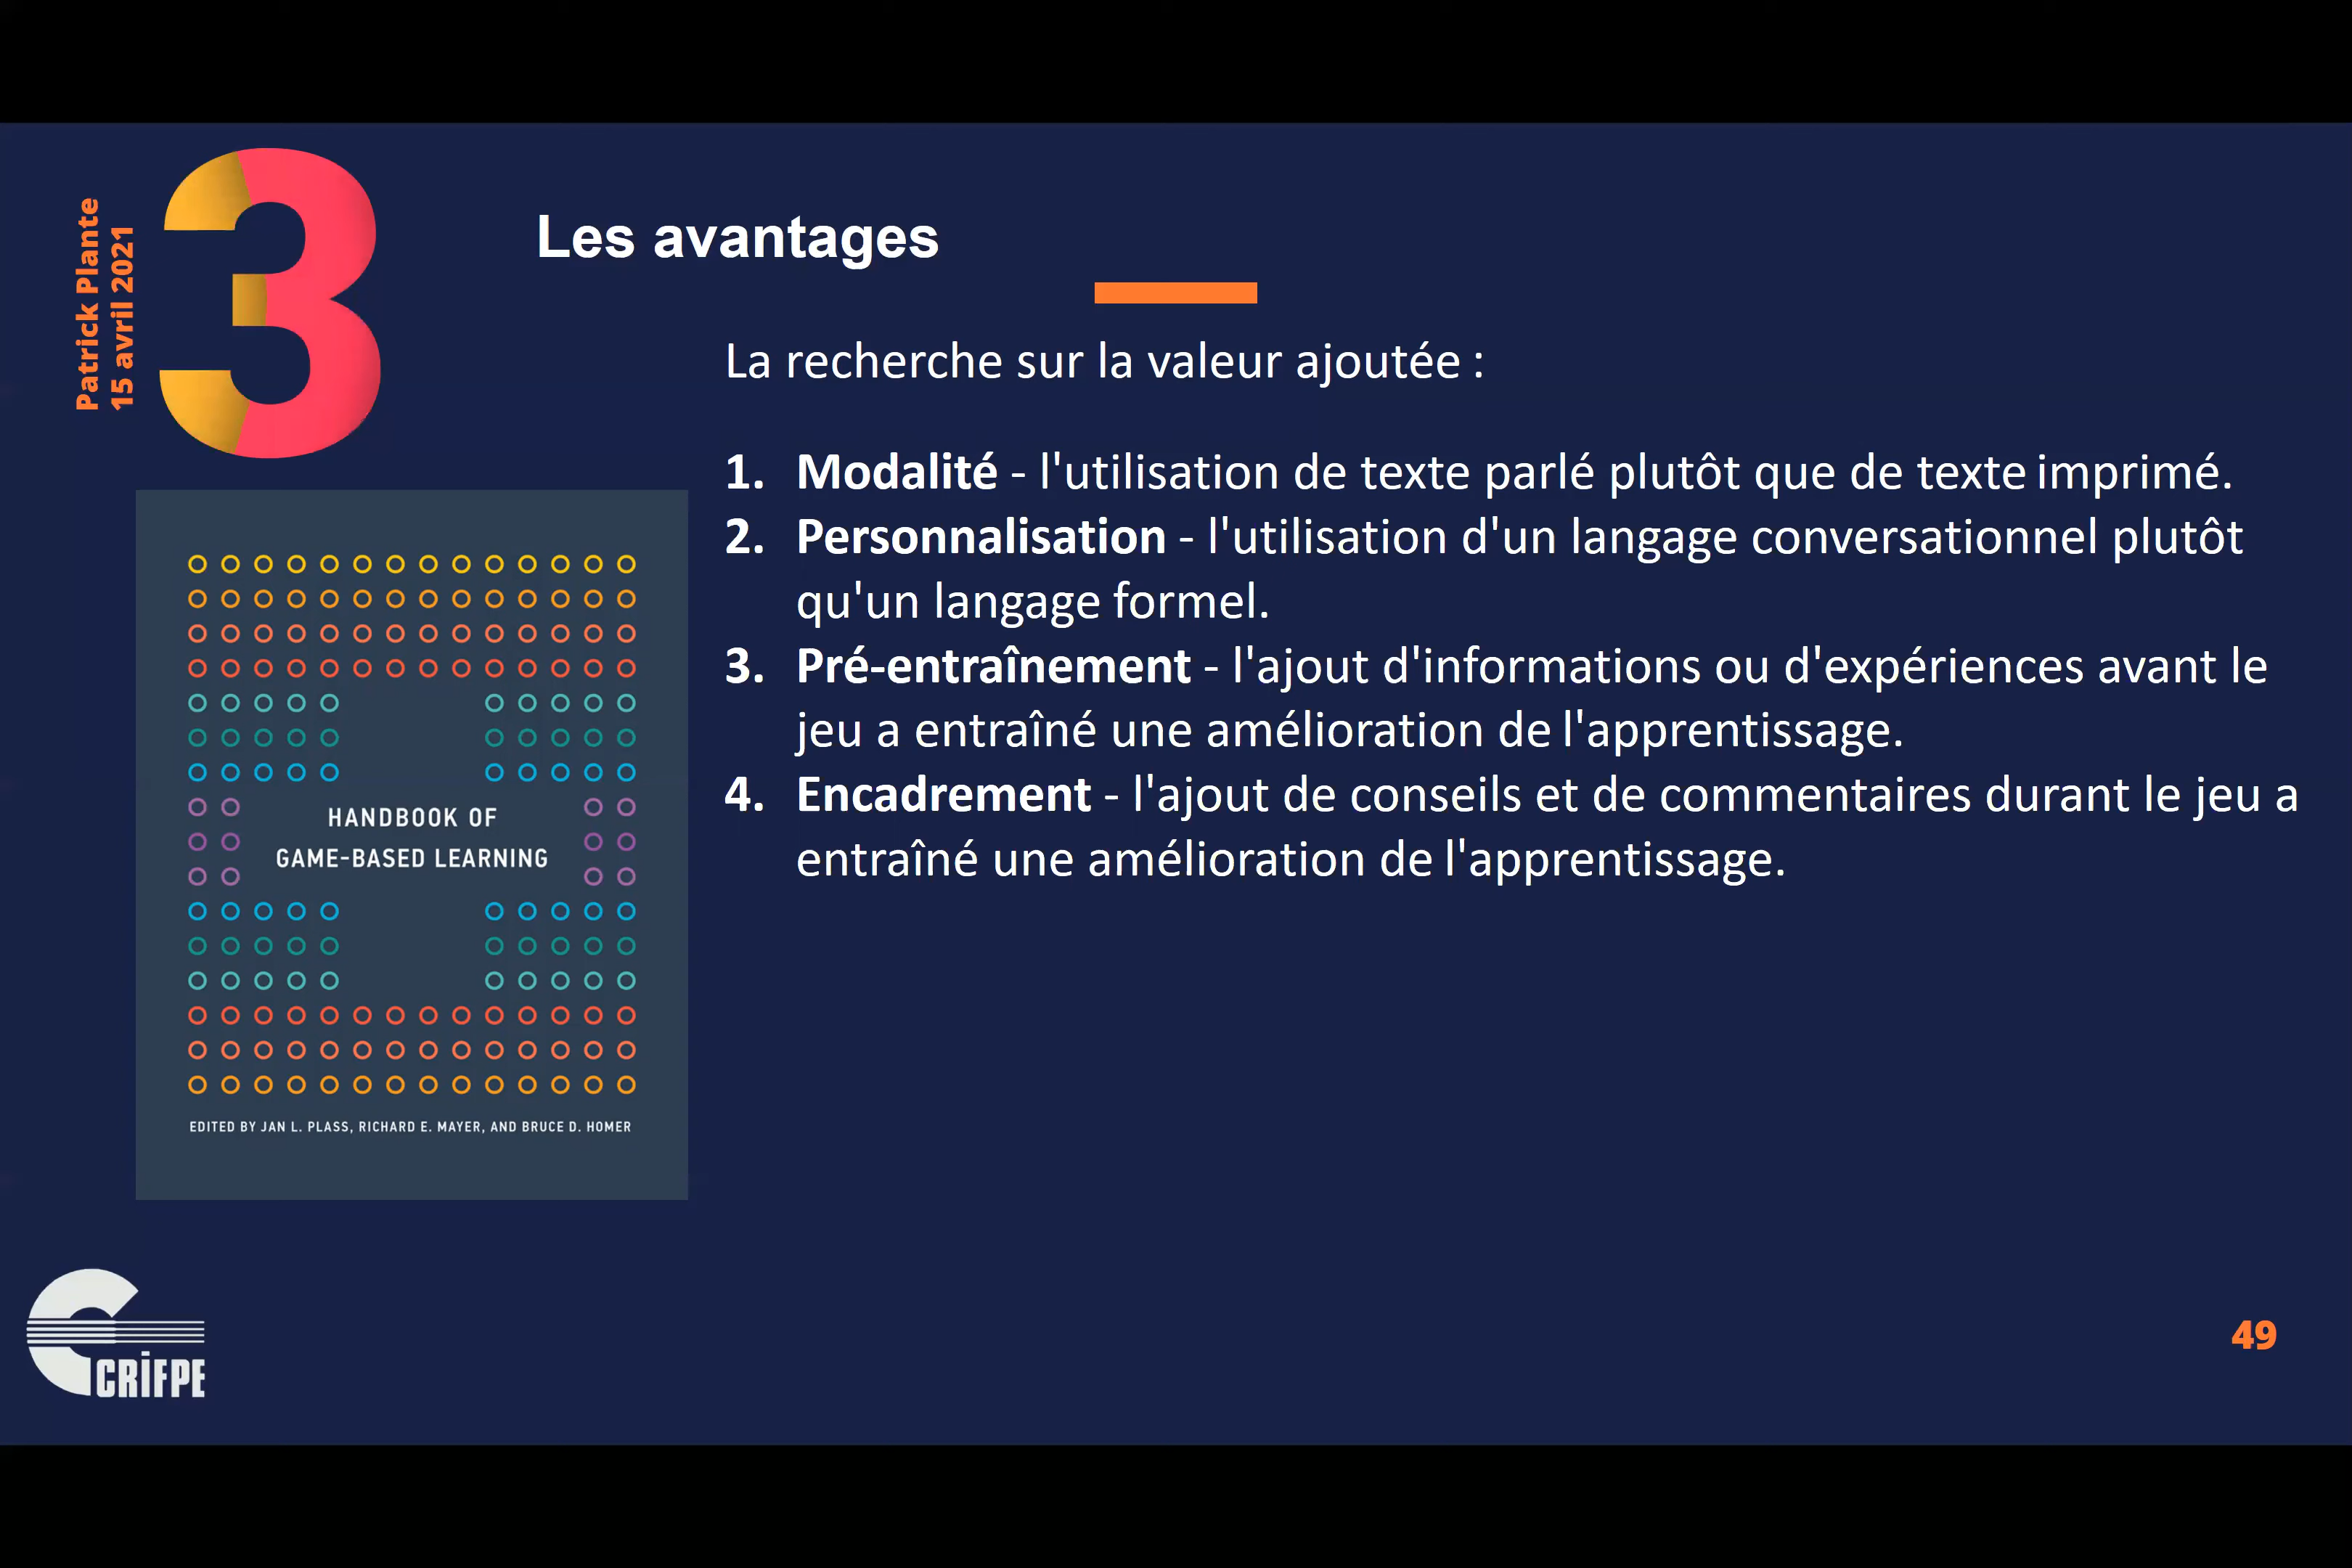 Patrick Plante
15 avril 2021
3
Les avantages
La recherche sur la valeur ajoutée :
1. Modalité - l'utilisation de texte parlé plutôt que de texte imprimé.
2. Personnalisation - l'utilisation d'un langage conversationnel plutôt
qu'un langage formel.
3. Pré-entraînement - l'ajout d'informations ou d'expériences avant le
jeu a entraîné une amélioration de l'apprentissage.
4. Encadrement - l'ajout de conseils et de commentaires durant le jeu a
entraîné une amélioration de l'apprentissage.
HANDBOOK OF
GAME-BASED LEARNING
EDITED BY JAN L. PLASS, RICHARD E. MAYER, AND BRUCE D. HOMER
CRIFPE
49